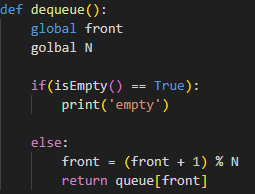 def dequeue():
    global front
    golbal N

    if(isEmpty() == True):
        print('empty')

    else:
        front = (front + 1) % N
        return queue[front]